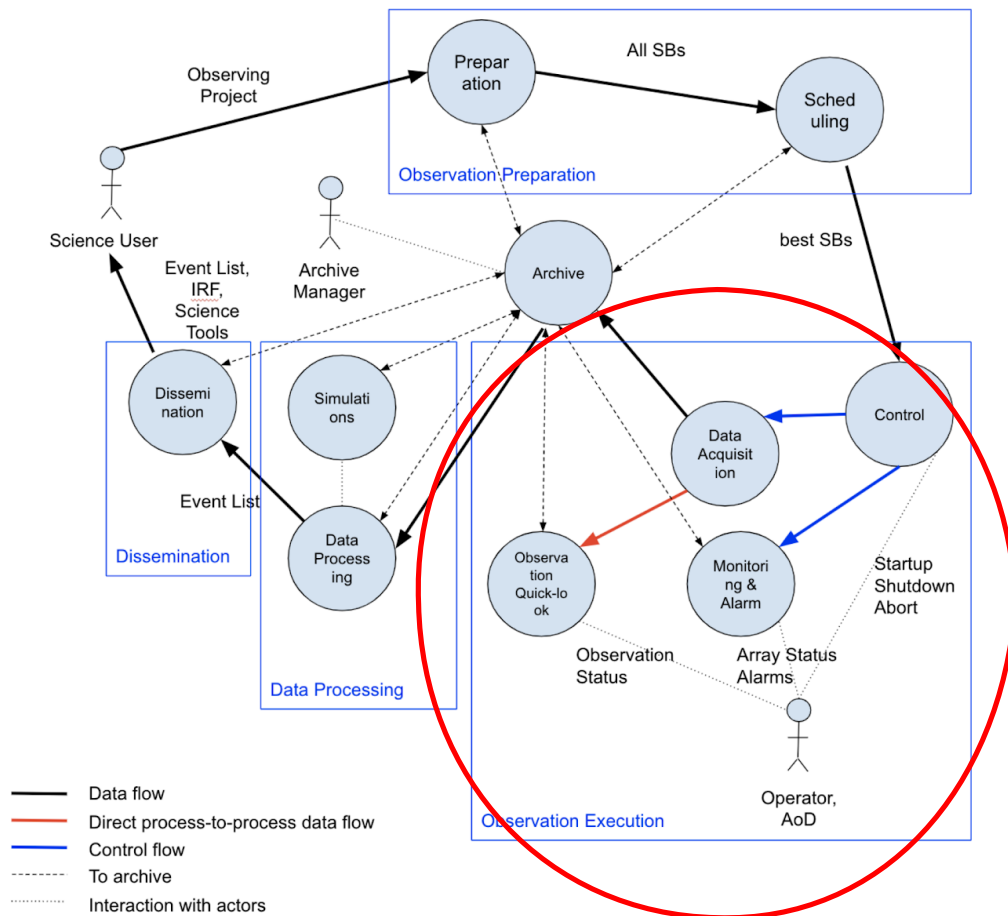 All SBs
Observing
Project
Prepar
ation
Sched
uling
Observation Preparation
Science User
best SBs
Archive
Archive
Manager
Event List,
IRF,
Science
Tools
Dissemi
nation
Simulati
ons
Control
Data
Acquisit
ion
Event List
Data
Process
ing
Dissemination
Observa
tion
Quick-lo
ok
Monitori
ng &
Alarm
Startup
Shutdown
Abort
Observation
Status
Array Status
Alarms
Data Processing
Operator,
AoD
Observation Execution
Data flow
Direct process-to-process data flow
Control flow
To archive
Interaction with actors